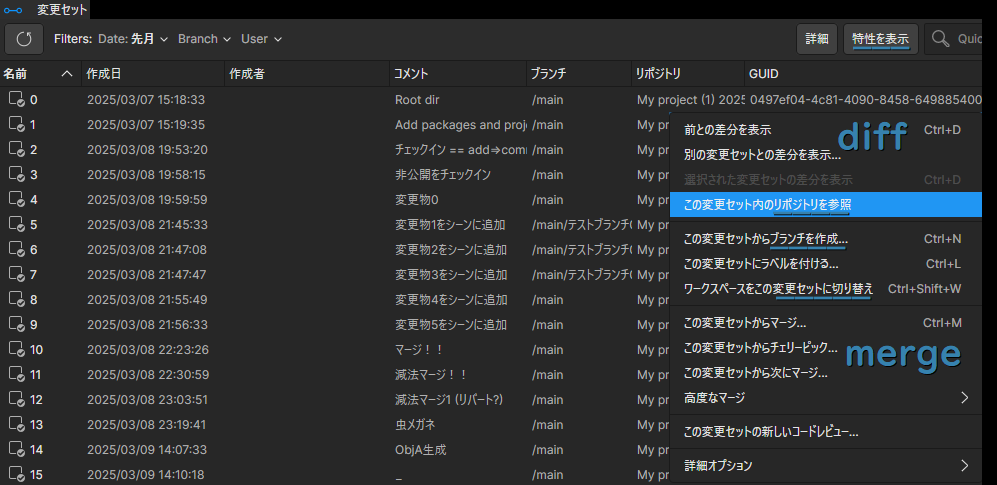 変更セット
Filters: Date: 先月 Branch User 詳細 特性を表示 Quic
名前 作成日 作成者 コメント ブランチ リポジトリ GUID
0 2025/03/07 15:18:33 Root dir /main My project (1) 2025 0497ef04-4c81-4090-8458-649885400
1 2025/03/07 15:19:35 Add packages and proj /main My pr
2 2025/03/08 19:53:20 チェックイン == add⇒com /main My pr
3 2025/03/08 19:58:15 非公開をチェックイン /main My pr
4 2025/03/08 19:59:59 変更物0 /main My pr
5 2025/03/08 21:45:33 変更物1をシーンに追加 /main/テストブランチ My pr
6 2025/03/08 21:47:08 変更物2をシーンに追加 /main/テストブランチ My pr
7 2025/03/08 21:47:47 変更物3をシーンに追加 /main/テストブランチ My pr
8 2025/03/08 21:55:49 変更物4をシーンに追加 /main My pr
9 2025/03/08 21:56:33 変更物5をシーンに追加 /main My pr
10 2025/03/08 22:23:26 マージ！！ /main My pr
11 2025/03/08 22:30:59 減法マージ！！ /main My pr
12 2025/03/08 23:03:51 減法マージ1 (リバート?) /main My pr
13 2025/03/08 23:19:41 虫メガネ /main My pr
14 2025/03/09 14:07:33 ObjA生成 /main My pr
15 2025/03/09 14:10:18 _ /main My pr
前との差分を表示 Ctrl+D
diff
別の変更セットとの差分を表示...
選択された変更セットの差分を表示 Ctrl+D
この変更セット内のリポジトリを参照
この変更セットからブランチを作成... Ctrl+N
この変更セットにラベルを付ける... Ctrl+L
ワークスペースをこの変更セットに切り替え Ctrl+Shift+W
この変更セットからマージ... Ctrl+M
この変更セットからチェリーピック...
merge
この変更セットから次にマージ...
高度なマージ
この変更セットの新しいコードレビュー...
詳細オプション